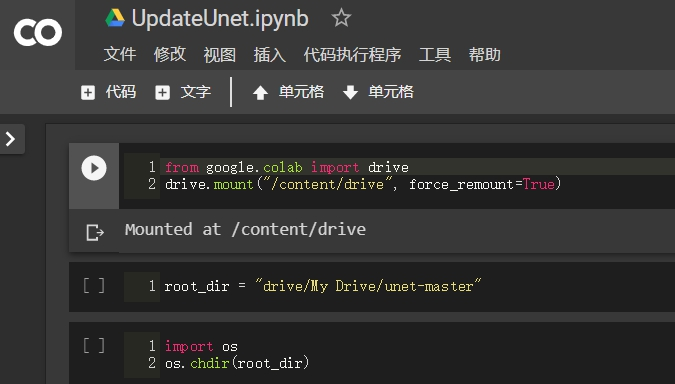 CO
UpdateUnet.ipynb
文件 修改 视图 插入 代码执行程序 工具 帮助
代码 文字 单元格 单元格
1 from google.colab import drive
2 drive.mount("/content/drive", force_remount=True)
Mounted at /content/drive
[ ] 1 root_dir = "drive/My Drive/unet-master"
[ ] 1 import os
2 os.chdir(root_dir)